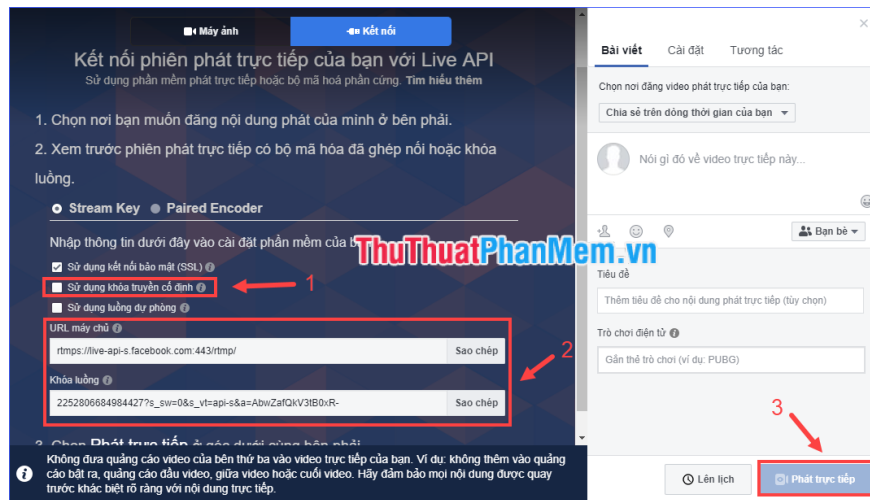 Máy ảnh
Kết nối
Kết nối phiên phát trực tiếp của bạn với Live API
Sử dụng phần mềm phát trực tiếp hoặc bộ mã hoá phần cứng. Tìm hiểu thêm
1. Chọn nơi bạn muốn đăng nội dung phát của mình ở bên phải.
2. Xem trước phiên phát trực tiếp có bộ mã hóa đã ghép nối hoặc khóa
luồng.
Stream Key
Paired Encoder
Nhập thông tin dưới đây vào cài đặt phần mềm của
Sử dụng kết nối bảo mật (SSL)
Sử dụng khóa truyền cố định
1
Sử dụng luồng dự phòng
URL máy chủ
rtmps://live-api-s.facebook.com:443/rtmp/
Sao chép
2
Khóa luồng
2252806684984427?s_sw=0&s_vt=api-s&a=AbwZafQkV3tB0xR-
Sao chép
3. Chọn Phát trực tiếp ở góc dưới cùng bên phải
Không đưa quảng cáo video của bên thứ ba vào video trực tiếp của bạn. Ví dụ: không thêm vào quảng
cáo bật ra, quảng cáo đầu video, giữa video hoặc cuối video. Hãy đảm bảo mọi nội dung được quay
trước khác biệt rõ ràng với nội dung trực tiếp.
ThuThuatPhanMem.vn
Bài viết
Cài đặt
Tương tác
Chọn nơi đăng video phát trực tiếp của bạn:
Chia sẻ trên dòng thời gian của bạn
Nói gì đó về video trực tiếp này...
Bạn bè
Tiêu đề
Thêm tiêu đề cho nội dung phát trực tiếp (tùy chọn)
Trò chơi điện tử
Gắn thẻ trò chơi (ví dụ: PUBG)
3
Lên lịch
Phát trực tiếp